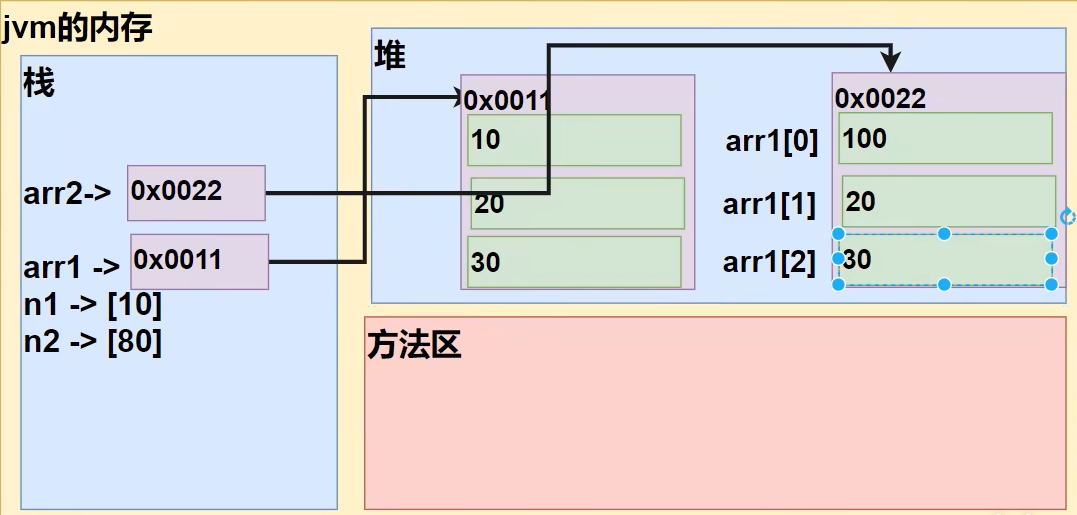 jvm的内存
栈
arr2-> 0x0022
arr1 -> 0x0011
n1 -> [10]
n2 -> [80]
堆
0x0011
10
20
30
0x0022
arr1[0] 100
arr1[1] 20
arr1[2] 30
方法区